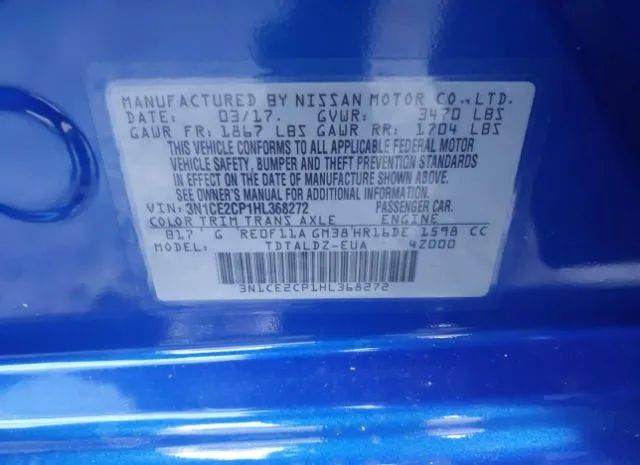 MANUFACTURED BY NISSAN MOTOR CO., LTD.
DATE: 03/17. GVWR: 3470 LBS
GAWR FR: 1867 LBS GAWR RR: 1704 LBS
THIS VEHICLE CONFORMS TO ALL APPLICABLE FEDERAL MOTOR
VEHICLE SAFETY, BUMPER AND THEFT PREVENTION STANDARDS
IN EFFECT ON THE DATE OF MANUFACTURE SHOWN ABOVE.
SEE OWNER'S MANUAL FOR ADDITIONAL INFORMATION.
VIN: 3N1CE2CP1HL368272 PASSENGER CAR.
COLOR TRIM TRANS AXLE ENGINE
B17 G RE0F11A GM38 HR16DE 1598 CC
MODEL: TDTALDZ-EUA 4Z000
3N1CE2CP1HL368272